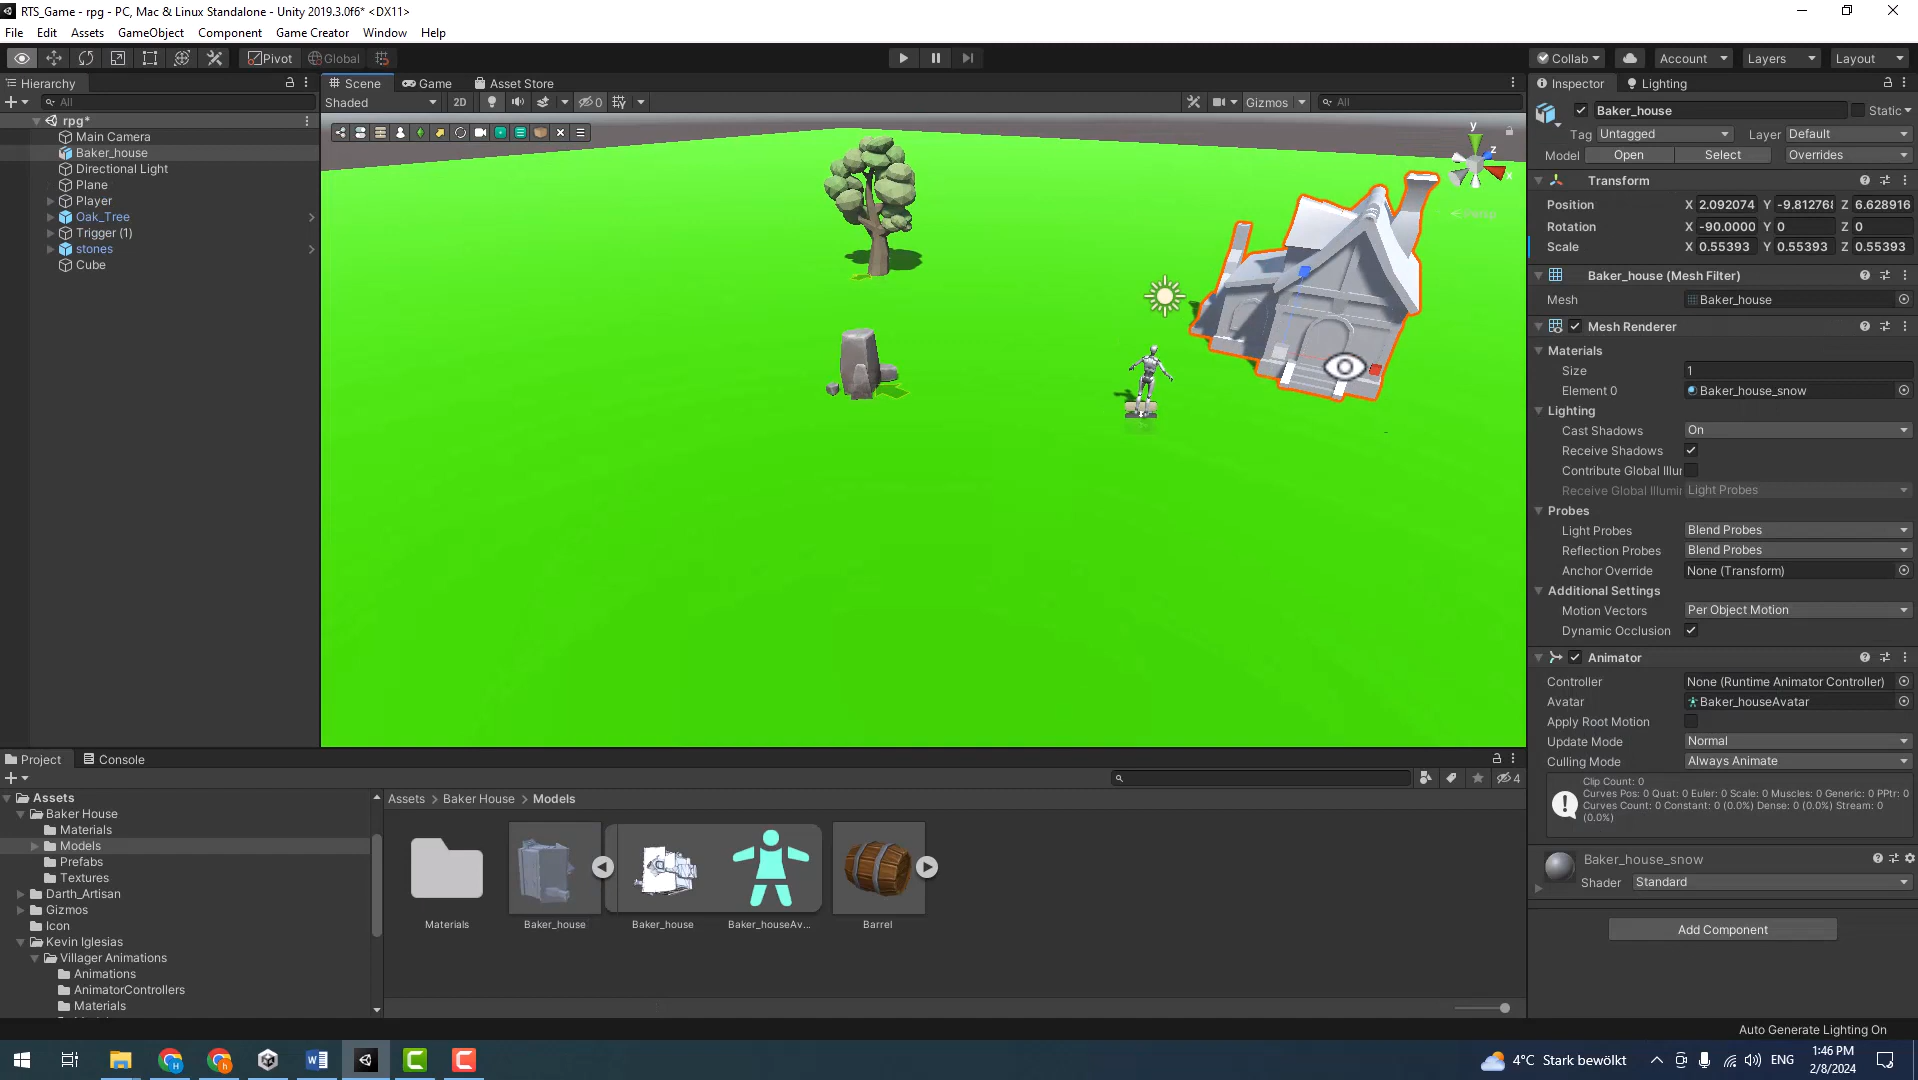 RTS_Game - rpg - PC, Mac & Linux Standalone - Unity 2019.3.0f6* <DX11>
File Edit Assets GameObject Component Game Creator Window Help
Pivot Global Collab Account Layers Layout
Hierarchy
All
rpg*
Main Camera
Baker_house
Directional Light
Plane
Player
Oak_Tree
Trigger (1)
stones
Cube
Scene Game Asset Store
Shaded 2D 0 Gizmos All
y
z
x
Persp
Inspector Lighting
Baker_house Static
Tag Untagged Layer Default
Model Open Select Overrides
Transform
Position X 2.092074 Y -9.812768 Z 6.628916
Rotation X -90.0000 Y 0 Z 0
Scale X 0.55393 Y 0.55393 Z 0.55393
Baker_house (Mesh Filter)
Mesh Baker_house
Mesh Renderer
Materials
Size 1
Element 0 Baker_house_snow
Lighting
Cast Shadows On
Receive Shadows
Contribute Global Illur
Receive Global Illumin Light Probes
Probes
Light Probes Blend Probes
Reflection Probes Blend Probes
Anchor Override None (Transform)
Additional Settings
Motion Vectors Per Object Motion
Dynamic Occlusion
Animator
Controller None (Runtime Animator Controller)
Avatar Baker_houseAvatar
Apply Root Motion
Update Mode Normal
Culling Mode Always Animate
Clip Count: 0
Curves Pos: 0 Quat: 0 Euler: 0 Scale: 0 Muscles: 0 Generic: 0 PPtr: 0
Curves Count: 0 Constant: 0 (0.0%) Dense: 0 (0.0%) Stream: 0
(0.0%)
Baker_house_snow
Shader Standard
Add Component
Project Console
4
Assets
Baker House
Materials
Models
Prefabs
Textures
Darth_Artisan
Gizmos
Icon
Kevin Iglesias
Villager Animations
Animations
AnimatorControllers
Materials
Assets > Baker House > Models
Materials Baker_house Baker_house Baker_houseAv... Barrel
Auto Generate Lighting On
4°C Stark bewölkt ENG 1:46 PM
2/8/2024